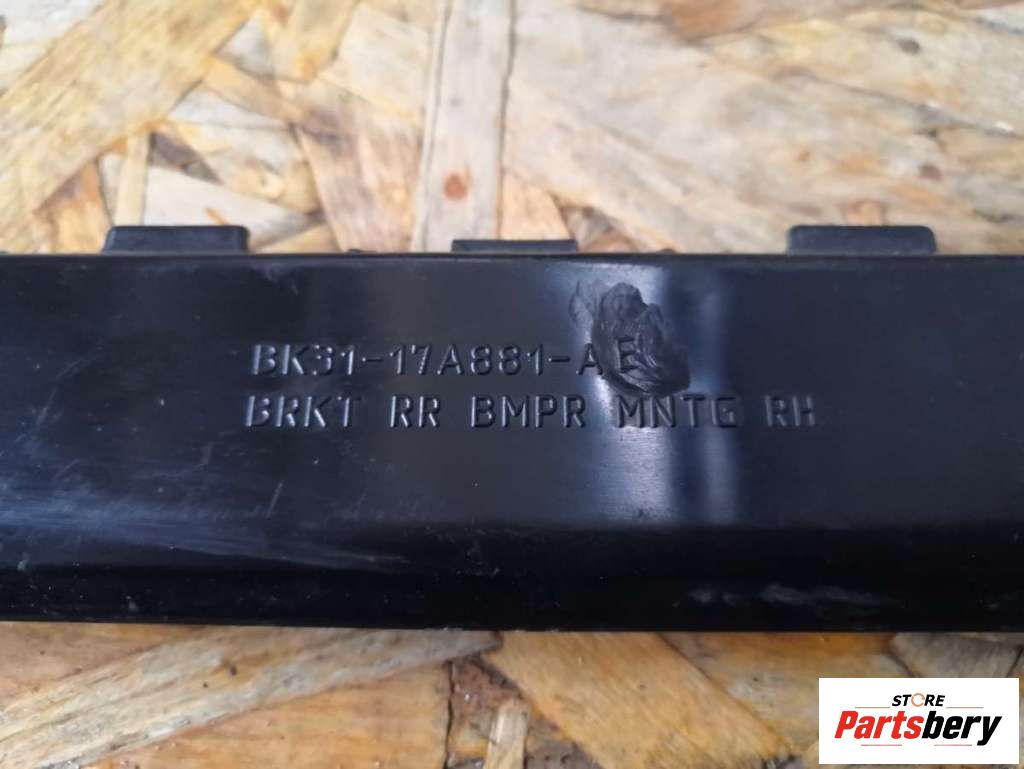 BK31-17A881-AE
BRKT RR BMPR MNTG RH
STORE
Partsbery